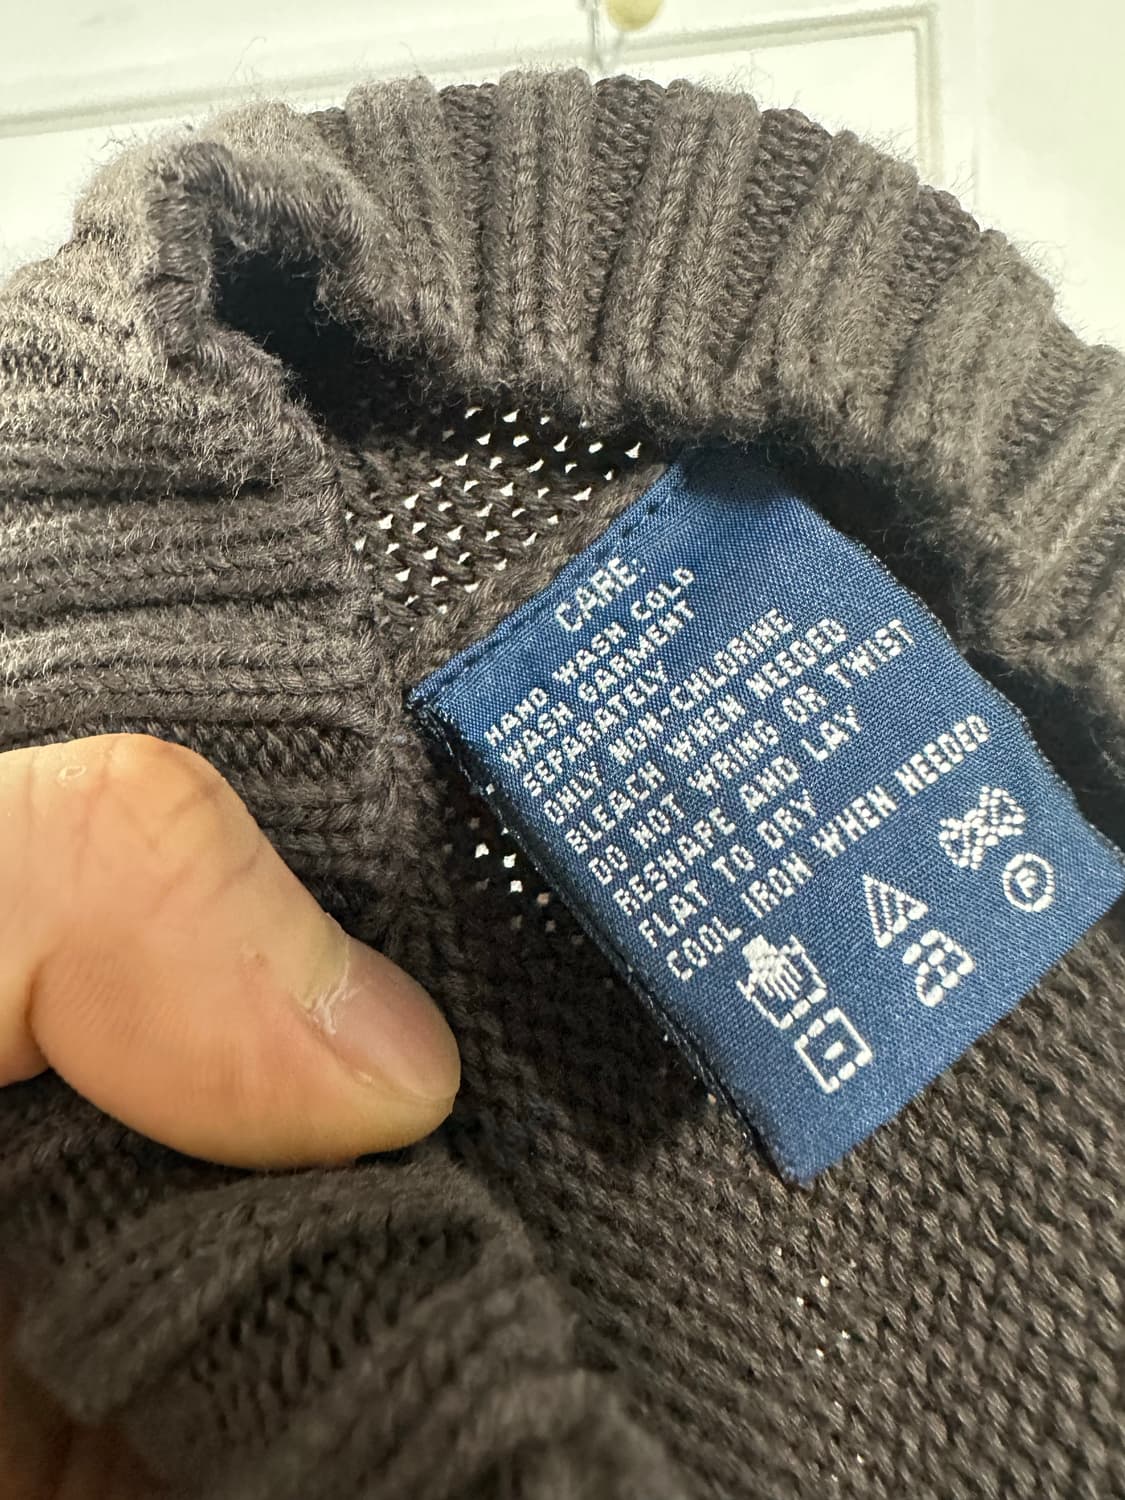 CARE:
HAND WASH COLD
WASH GARMENT
SEPARATELY
ONLY NON-CHLORINE
BLEACH WHEN NEEDED
DO NOT WRING OR TWIST
RESHAPE AND LAY
FLAT TO DRY
COOL IRON WHEN NEEDED
P